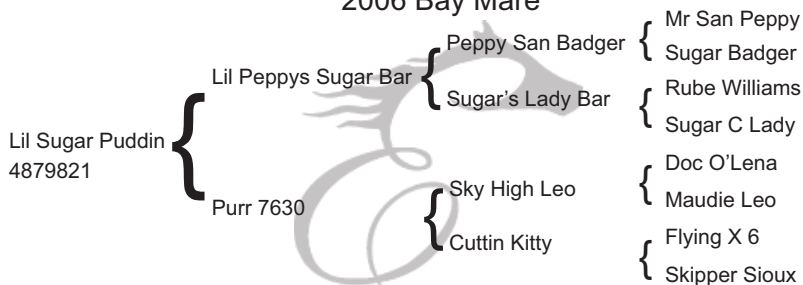 2006 Bay Mare
Mr San Peppy
Peppy San Badger
Sugar Badger
Lil Peppys Sugar Bar
Rube Williams
Sugar's Lady Bar
Sugar C Lady
Lil Sugar Puddin
4879821
Doc O'Lena
Sky High Leo
Maudie Leo
Purr 7630
Flying X 6
Cuttin Kitty
Skipper Sioux